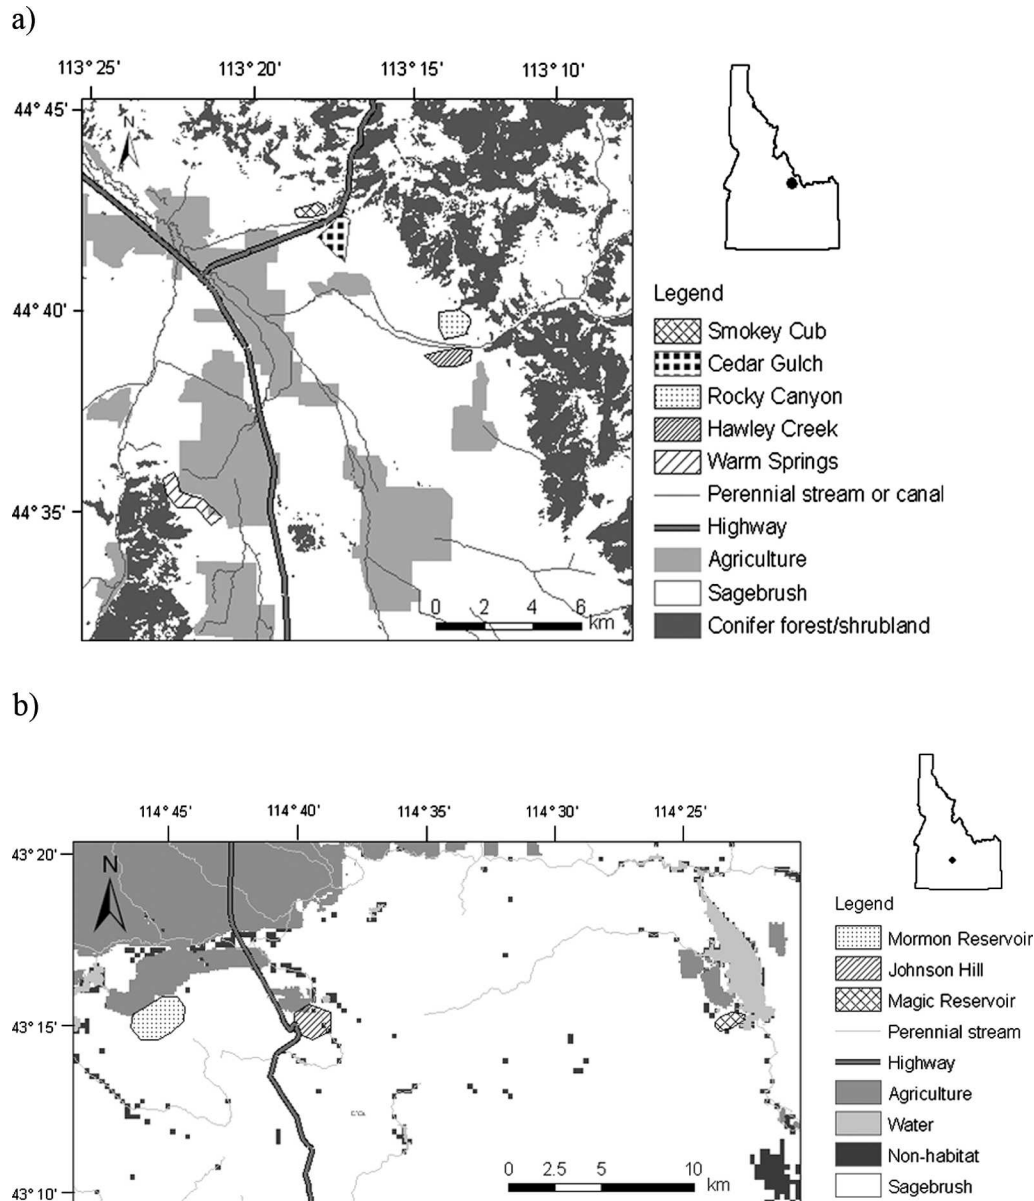 a)
113° 25' 113° 20' 113° 15' 113° 10'
44° 45'
N
44° 40'
44° 35'
0 2 4 6
km
Legend
Smokey Cub
Cedar Gulch
Rocky Canyon
Hawley Creek
Warm Springs
Perennial stream or canal
Highway
Agriculture
Sagebrush
Conifer forest/shrubland
b)
114° 45' 114° 40' 114° 35' 114° 30' 114° 25'
43° 20'
N
43° 15'
43° 10'
0 2.5 5 10
km
Legend
Mormon Reservoir
Johnson Hill
Magic Reservoir
Perennial stream
Highway
Agriculture
Water
Non-habitat
Sagebrush